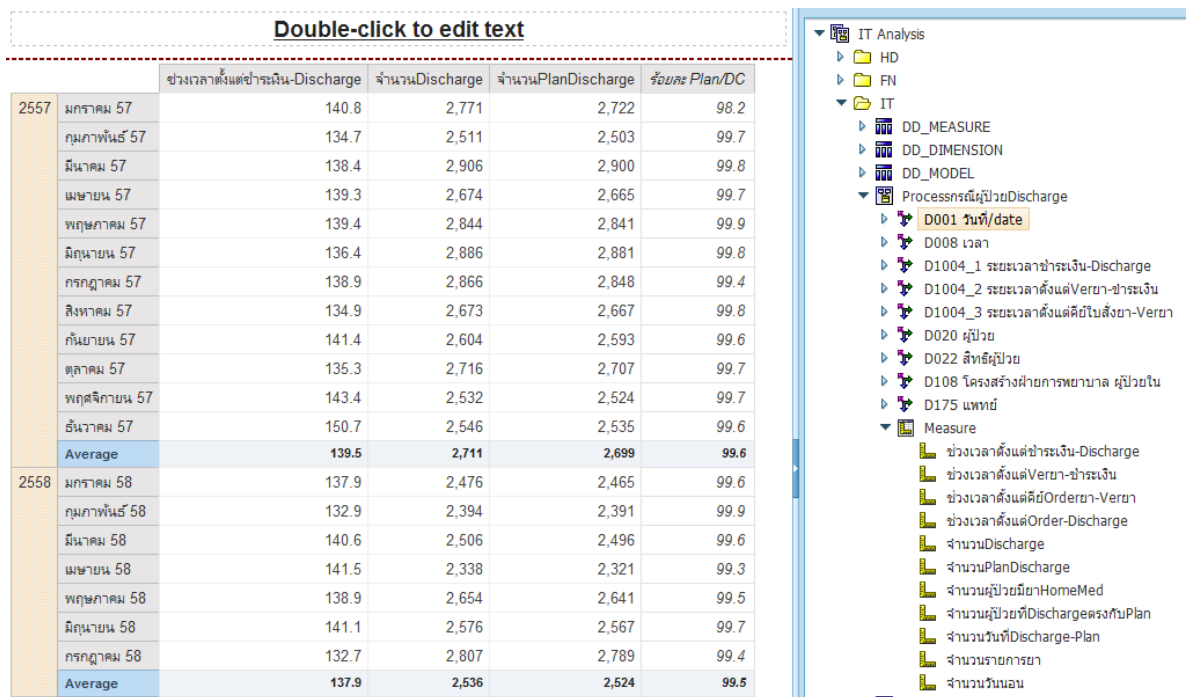 Double-click to edit text
ช่วงเวลาตั้งแต่ชำระเงิน-Discharge จำนวนDischarge จำนวนPlanDischarge ร้อยละ Plan/DC
2557 มกราคม 57 140.8 2,771 2,722 98.2
กุมภาพันธ์ 57 134.7 2,511 2,503 99.7
มีนาคม 57 138.4 2,906 2,900 99.8
เมษายน 57 139.3 2,674 2,665 99.7
พฤษภาคม 57 139.4 2,844 2,841 99.9
มิถุนายน 57 136.4 2,886 2,881 99.8
กรกฎาคม 57 138.9 2,866 2,848 99.4
สิงหาคม 57 134.9 2,673 2,667 99.8
กันยายน 57 141.4 2,604 2,593 99.6
ตุลาคม 57 135.3 2,716 2,707 99.7
พฤศจิกายน 57 143.4 2,532 2,524 99.7
ธันวาคม 57 150.7 2,546 2,535 99.6
Average 139.5 2,711 2,699 99.6
2558 มกราคม 58 137.9 2,476 2,465 99.6
กุมภาพันธ์ 58 132.9 2,394 2,391 99.9
มีนาคม 58 140.6 2,506 2,496 99.6
เมษายน 58 141.5 2,338 2,321 99.3
พฤษภาคม 58 138.9 2,654 2,641 99.5
มิถุนายน 58 141.1 2,576 2,567 99.7
กรกฎาคม 58 132.7 2,807 2,789 99.4
Average 137.9 2,536 2,524 99.5
IT Analysis
HD
FN
IT
DD_MEASURE
DD_DIMENSION
DD_MODEL
Processกรณีผู้ป่วยDischarge
D001 วันที่/date
D008 เวลา
D1004_1 ระยะเวลาชำระเงิน-Discharge
D1004_2 ระยะเวลาตั้งแต่Verยา-ชำระเงิน
D1004_3 ระยะเวลาตั้งแต่คีย์ใบสั่งยา-Verยา
D020 ผู้ป่วย
D022 สิทธิผู้ป่วย
D108 โครงสร้างฝ่ายการพยาบาล ผู้ป่วยใน
D175 แพทย์
Measure
ช่วงเวลาตั้งแต่ชำระเงิน-Discharge
ช่วงเวลาตั้งแต่Verยา-ชำระเงิน
ช่วงเวลาตั้งแต่คีย์Orderยา-Verยา
ช่วงเวลาตั้งแต่Order-Discharge
จำนวนDischarge
จำนวนPlanDischarge
จำนวนผู้ป่วยมียาHomeMed
จำนวนผู้ป่วยที่DischargeตรงกับPlan
จำนวนวันที่Discharge-Plan
จำนวนรายการยา
จำนวนวันนอน